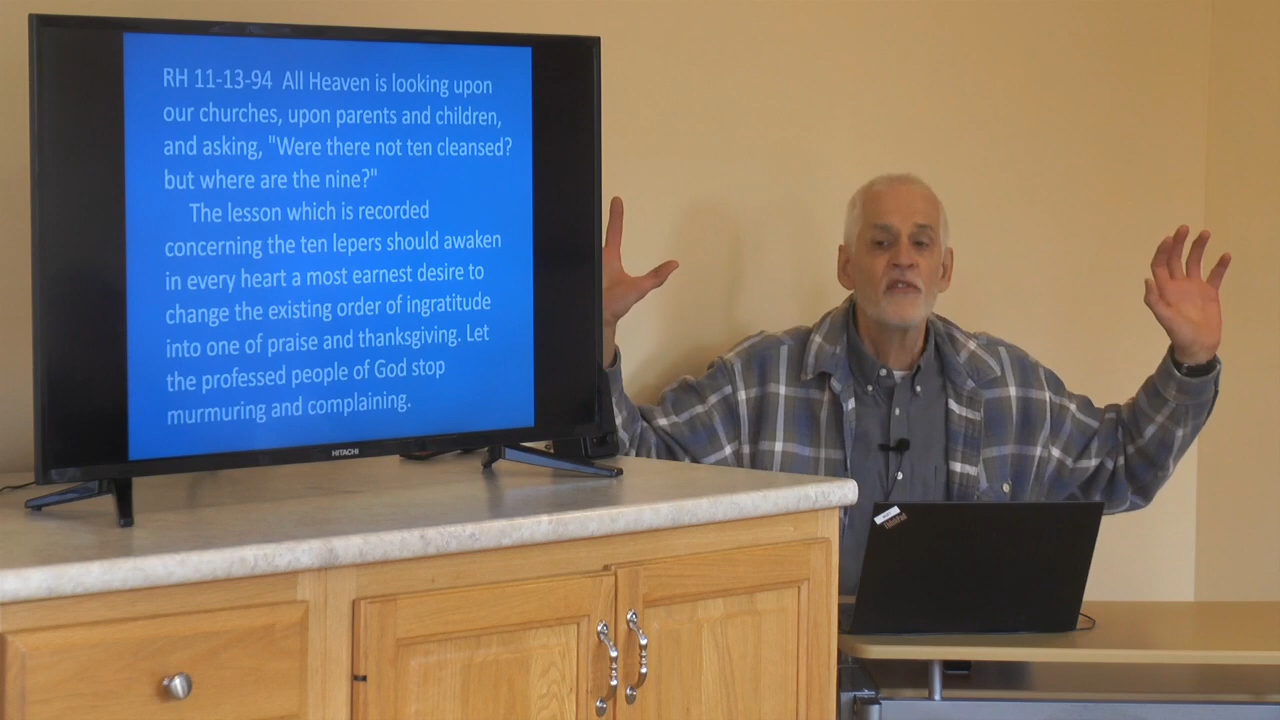 RH 11-13-94 All Heaven is looking upon
our churches, upon parents and children,
and asking, "Were there not ten cleansed?
but where are the nine?"
The lesson which is recorded
concerning the ten lepers should awaken
in every heart a most earnest desire to
change the existing order of ingratitude
into one of praise and thanksgiving. Let
the professed people of God stop
murmuring and complaining.
HITACHI
ThinkPad